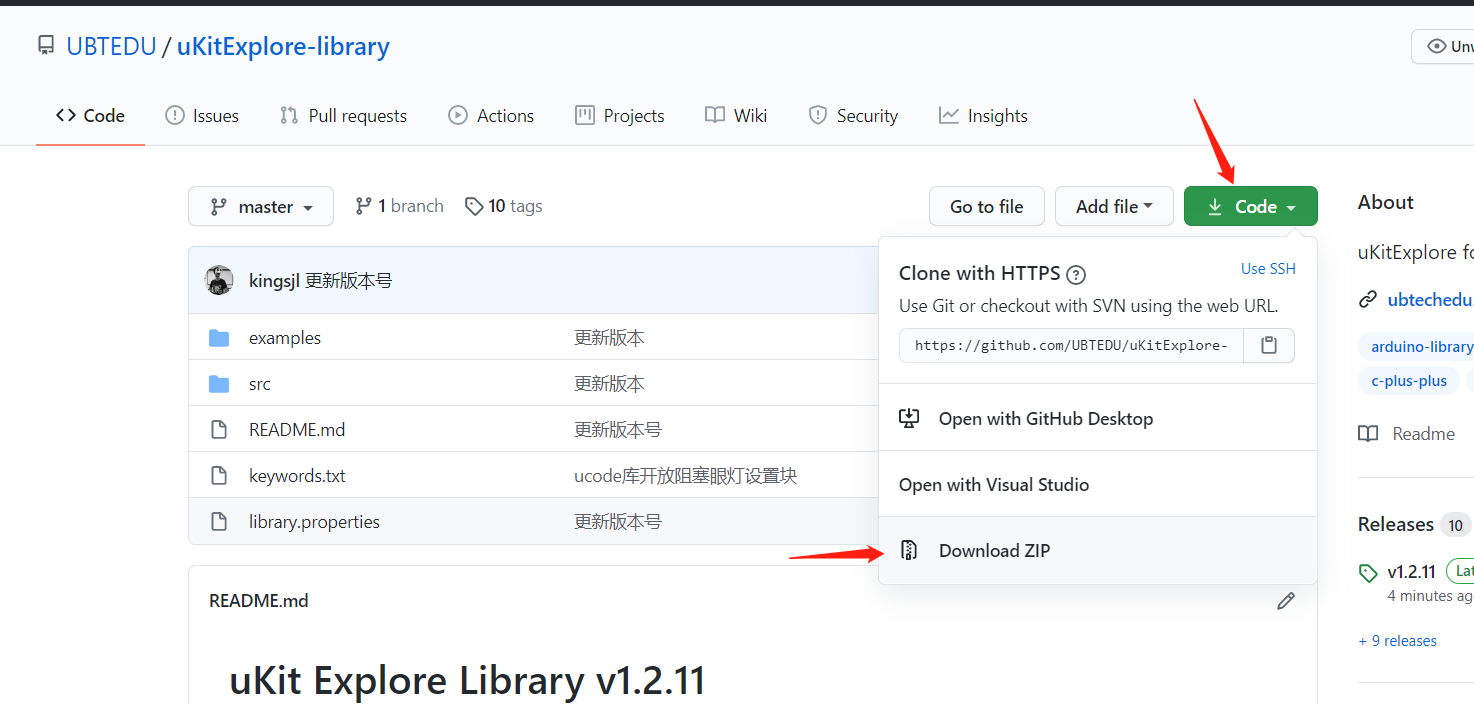 UBTEDU / uKitExplore-library
Code Issues Pull requests Actions Projects Wiki Security Insights
master 1 branch 10 tags Go to file Add file Code
kingsjl 更新版本号
examples 更新版本
src 更新版本
README.md 更新版本号
keywords.txt ucode库开放阻塞眼灯设置块
library.properties 更新版本号
Clone with HTTPS ? Use SSH
Use Git or checkout with SVN using the web URL.
https://github.com/UBTEDU/uKitExplore-
Open with GitHub Desktop
Open with Visual Studio
Download ZIP
README.md
uKit Explore Library v1.2.11
About
uKitExplore
ubtechedu.
arduino-library
c-plus-plus
Readme
Releases 10
v1.2.11
4 minutes
+ 9 releases